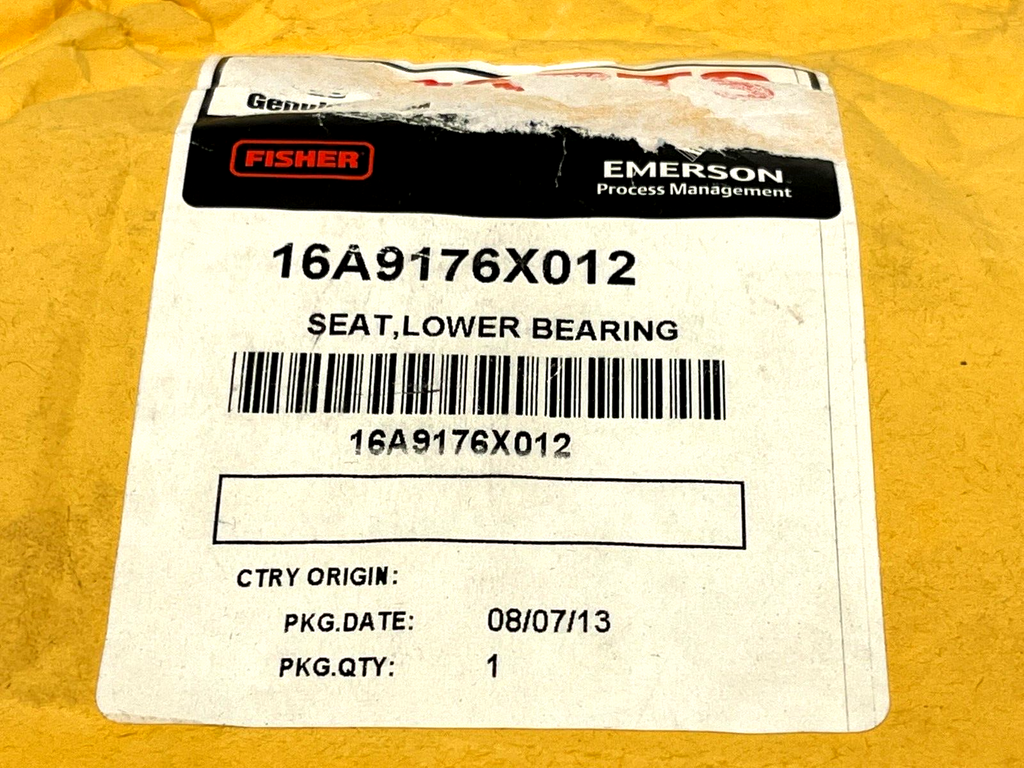 FISHER
EMERSON
Process Management
16A9176X012
SEAT,LOWER BEARING
16A9176X012
CTRY ORIGIN:
PKG.DATE: 08/07/13
PKG.QTY: 1